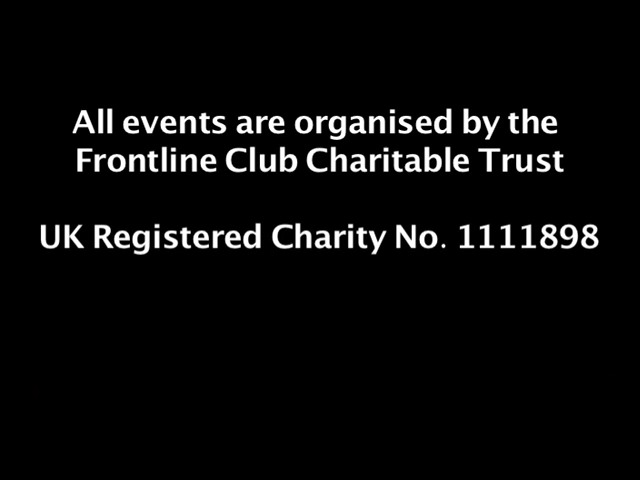 All events are organised by the
Frontline Club Charitable Trust
UK Registered Charity No. 1111898